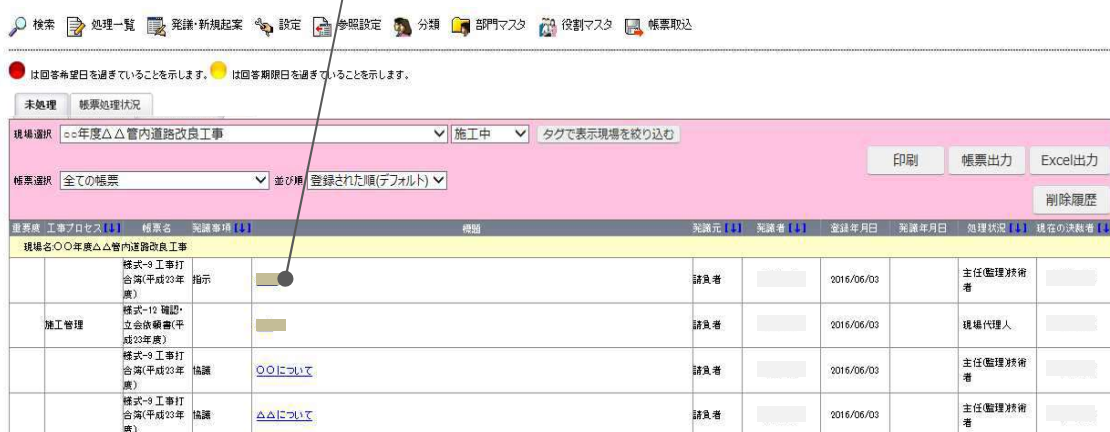 検索 処理一覧 発議・新規起案 設定 参照設定 分類 部門マスタ 役割マスタ 帳票取込
は回答希望日を過ぎていることを示します。 は回答期限日を過ぎていることを示します。
未処理 帳票処理状況
現場選択 ○○年度△△管内道路改良工事 施工中 タグで表示現場を絞り込む
印刷 帳票出力 Excel出力
帳票選択 全ての帳票 並び順 登録された順(デフォルト)
削除履歴
重要度 工事プロセス【↓】 帳票名 発議事項【↓】 標題 発議元【↓】 発議者【↓】 登録年月日 発議年月日 処理状況【↓】 現在の決裁者【↓
現場名:○○年度△△管内道路改良工事
様式-9 工事打
合簿(平成23年
度)
指示 請負者 2016/06/03
主任(監理)技術
者
施工管理
様式-12 確認・
立会依頼書(平
成23年度)
請負者 2016/06/03 現場代理人
様式-9 工事打
合簿(平成23年
度)
協議 ○○について 請負者 2016/06/03
主任(監理)技術
者
様式-9 工事打
合簿(平成23年
度)
協議 △△について 請負者 2016/06/03
主任(監理)技術
者